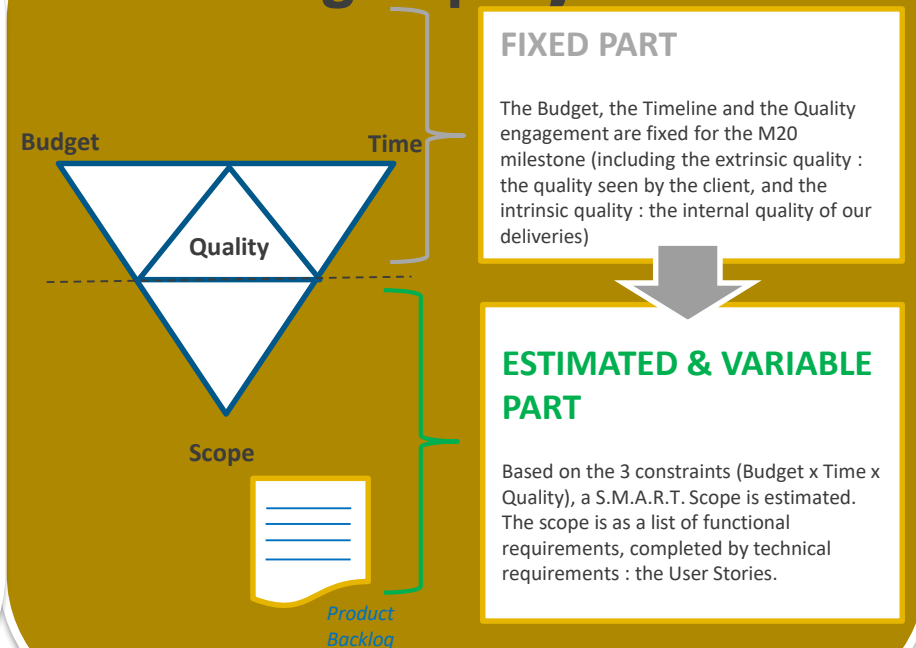 FIXED PART
The Budget, the Timeline and the Quality
engagement are fixed for the M20
milestone (including the extrinsic quality :
the quality seen by the client, and the
intrinsic quality : the internal quality of our
deliveries)
Budget
Time
Quality
ESTIMATED & VARIABLE
PART
Based on the 3 constraints (Budget x Time x
Quality), a S.M.A.R.T. Scope is estimated.
The scope is as a list of functional
requirements, completed by technical
requirements : the User Stories.
Scope
Product
Backlog